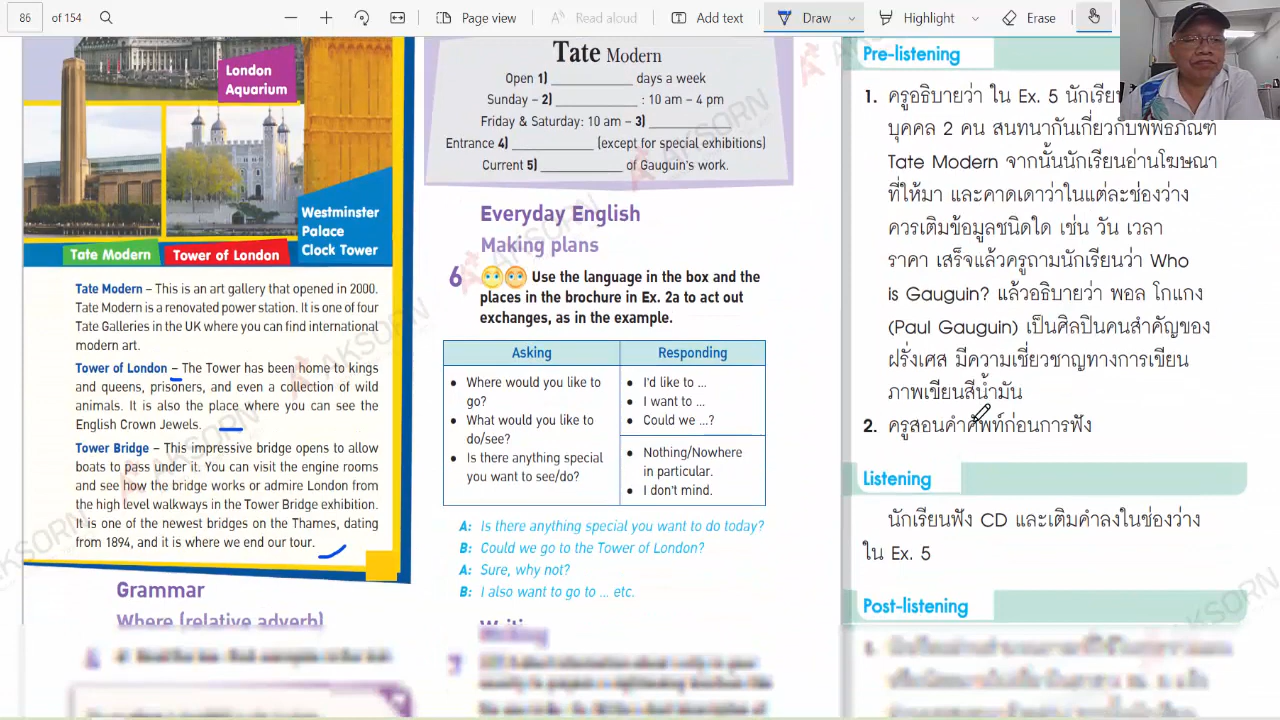 86 of 154
Page view
Read aloud
Add text
Draw
Highlight
Erase
London
Aquarium
Westminster
Palace
Clock Tower
Tate Modern
Tower of London
Tate Modern – This is an art gallery that opened in 2000.
Tate Modern is a renovated power station. It is one of four
Tate Galleries in the UK where you can find international
modern art.
Tower of London – The Tower has been home to kings
and queens, prisoners, and even a collection of wild
animals. It is also the place where you can see the
English Crown Jewels.
Tower Bridge – This impressive bridge opens to allow
boats to pass under it. You can visit the engine rooms
and see how the bridge works or admire London from
the high level walkways in the Tower Bridge exhibition.
It is one of the newest bridges on the Thames, dating
from 1894, and it is where we end our tour.
Grammar
Where (relative adverb)
Tate Modern
Open 1) ____________ days a week
Sunday – 2) ____________ : 10 am – 4 pm
Friday & Saturday: 10 am – 3) ____________
Entrance 4) ____________ (except for special exhibitions)
Current 5) ____________ of Gauguin's work.
Everyday English
Making plans
6 Use the language in the box and the
places in the brochure in Ex. 2a to act out
exchanges, as in the example.
Asking
Responding
• Where would you like to
go?
• What would you like to
do/see?
• Is there anything special
you want to see/do?
• I'd like to ...
• I want to ...
• Could we ...?
• Nothing/Nowhere
in particular.
• I don't mind.
A: Is there anything special you want to do today?
B: Could we go to the Tower of London?
A: Sure, why not?
B: I also want to go to ... etc.
7
Pre-listening
1. ครูอธิบายว่า ใน Ex. 5 นักเรียน
บุคคล 2 คน สนทนากันเกี่ยวกับพิพิธภัณฑ์
Tate Modern จากนั้นนักเรียนอ่านโฆษณา
ที่ให้มา และคาดเดาว่าในแต่ละช่องว่าง
ควรเติมข้อมูลชนิดใด เช่น วัน เวลา
ราคา เสร็จแล้วครูถามนักเรียนว่า Who
is Gauguin? แล้วอธิบายว่า พอล โกแกง
(Paul Gauguin) เป็นศิลปินคนสำคัญของ
ฝรั่งเศส มีความเชี่ยวชาญทางการเขียน
ภาพเขียนสีน้ำมัน
2. ครูสอนคำศัพท์ก่อนการฟัง
Listening
นักเรียนฟัง CD และเติมคำลงในช่องว่าง
ใน Ex. 5
Post-listening
AKSORN